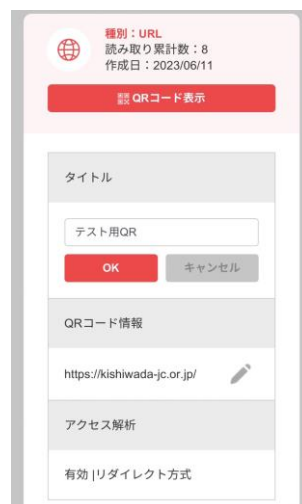 種別：URL
読み取り累計数：8
作成日：2023/06/11
QRコード表示
タイトル
テスト用QR
OK
キャンセル
QRコード情報
https://kishiwada-jc.or.jp/
アクセス解析
有効 |リダイレクト方式